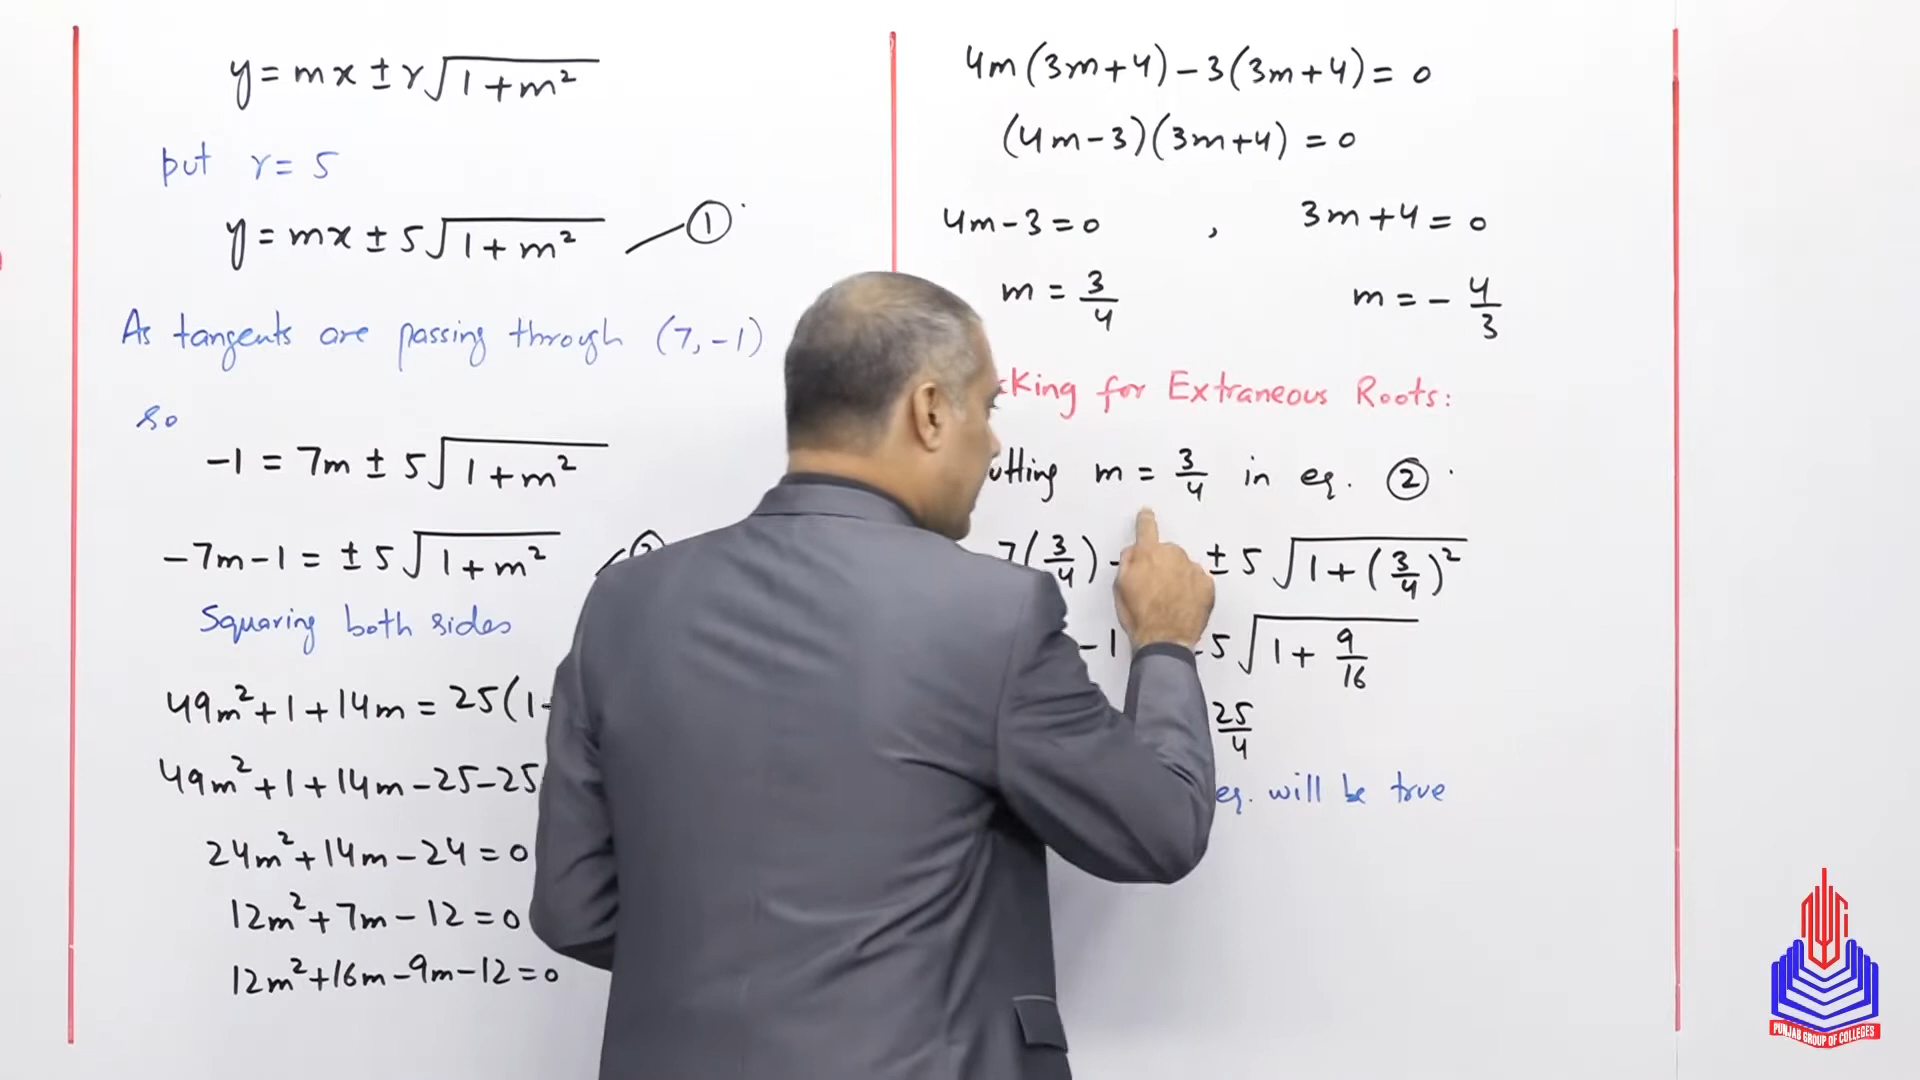 y = mx ± r√(1+m²)
put r = 5
y = mx ± 5√(1+m²) ①
As tangents are passing through (7, -1)
so
-1 = 7m ± 5√(1+m²)
-7m-1 = ± 5√(1+m²)
Squaring both sides
49m²+1+14m = 25(1
49m²+1+14m-25-25
24m²+14m-24 = 0
12m²+7m-12 = 0
12m²+16m-9m-12 = 0
4m(3m+4)-3(3m+4) = 0
(4m-3)(3m+4) = 0
4m-3 = 0 , 3m+4 = 0
m = 3/4 m = -4/3
cking for Extraneous Roots:
utting m = 3/4 in eq. ②
7(3/4) - ± 5√(1+(3/4)²)
-1 5√(1+9/16)
25/4
eq. will be true
PUNJAB GROUP OF COLLEGES